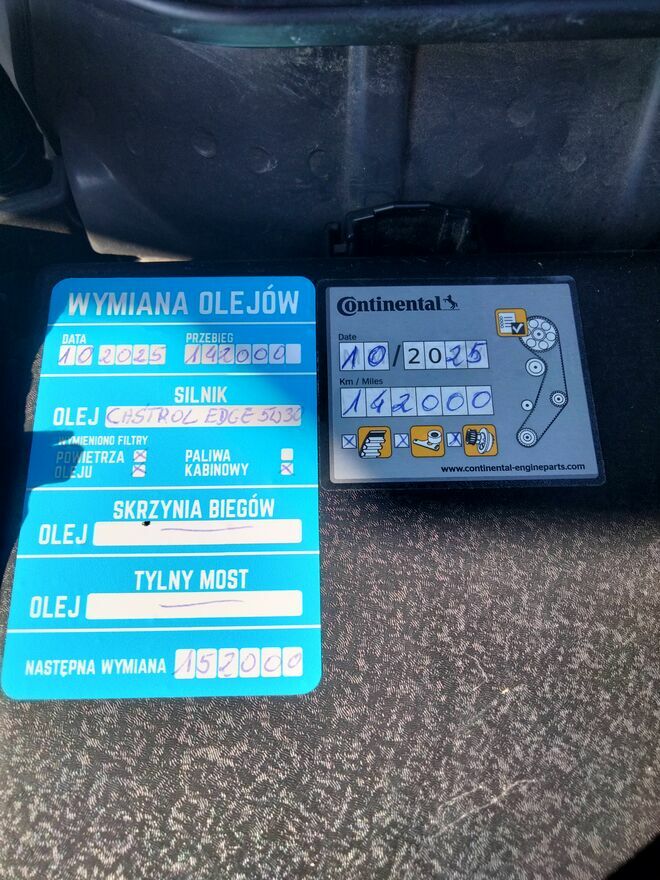 WYMIANA OLEJÓW
DATA PRZEBIEG
10 2025 142000
SILNIK
OLEJ CASTROL EDGE 5W30
WYMIENIONO FILTRY
POWIETRZA PALIWA
OLEJU KABINOWY
SKRZYNIA BIEGÓW
OLEJ
TYLNY MOST
OLEJ
NASTĘPNA WYMIANA 152000
Continental
Date
10/2025
Km / Miles
142000
www.continental-engineparts.com